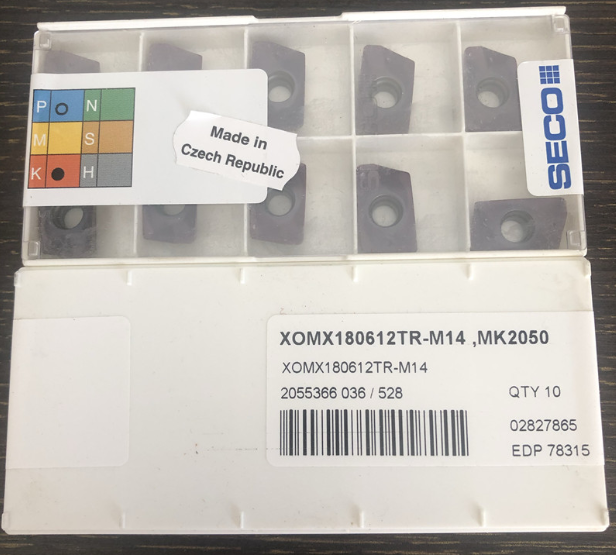 P N
M S
K H
Made in
Czech Republic
SECO
XOMX180612TR-M14 ,MK2050
XOMX180612TR-M14
2055366 036 / 528
QTY 10
02827865
EDP 78315